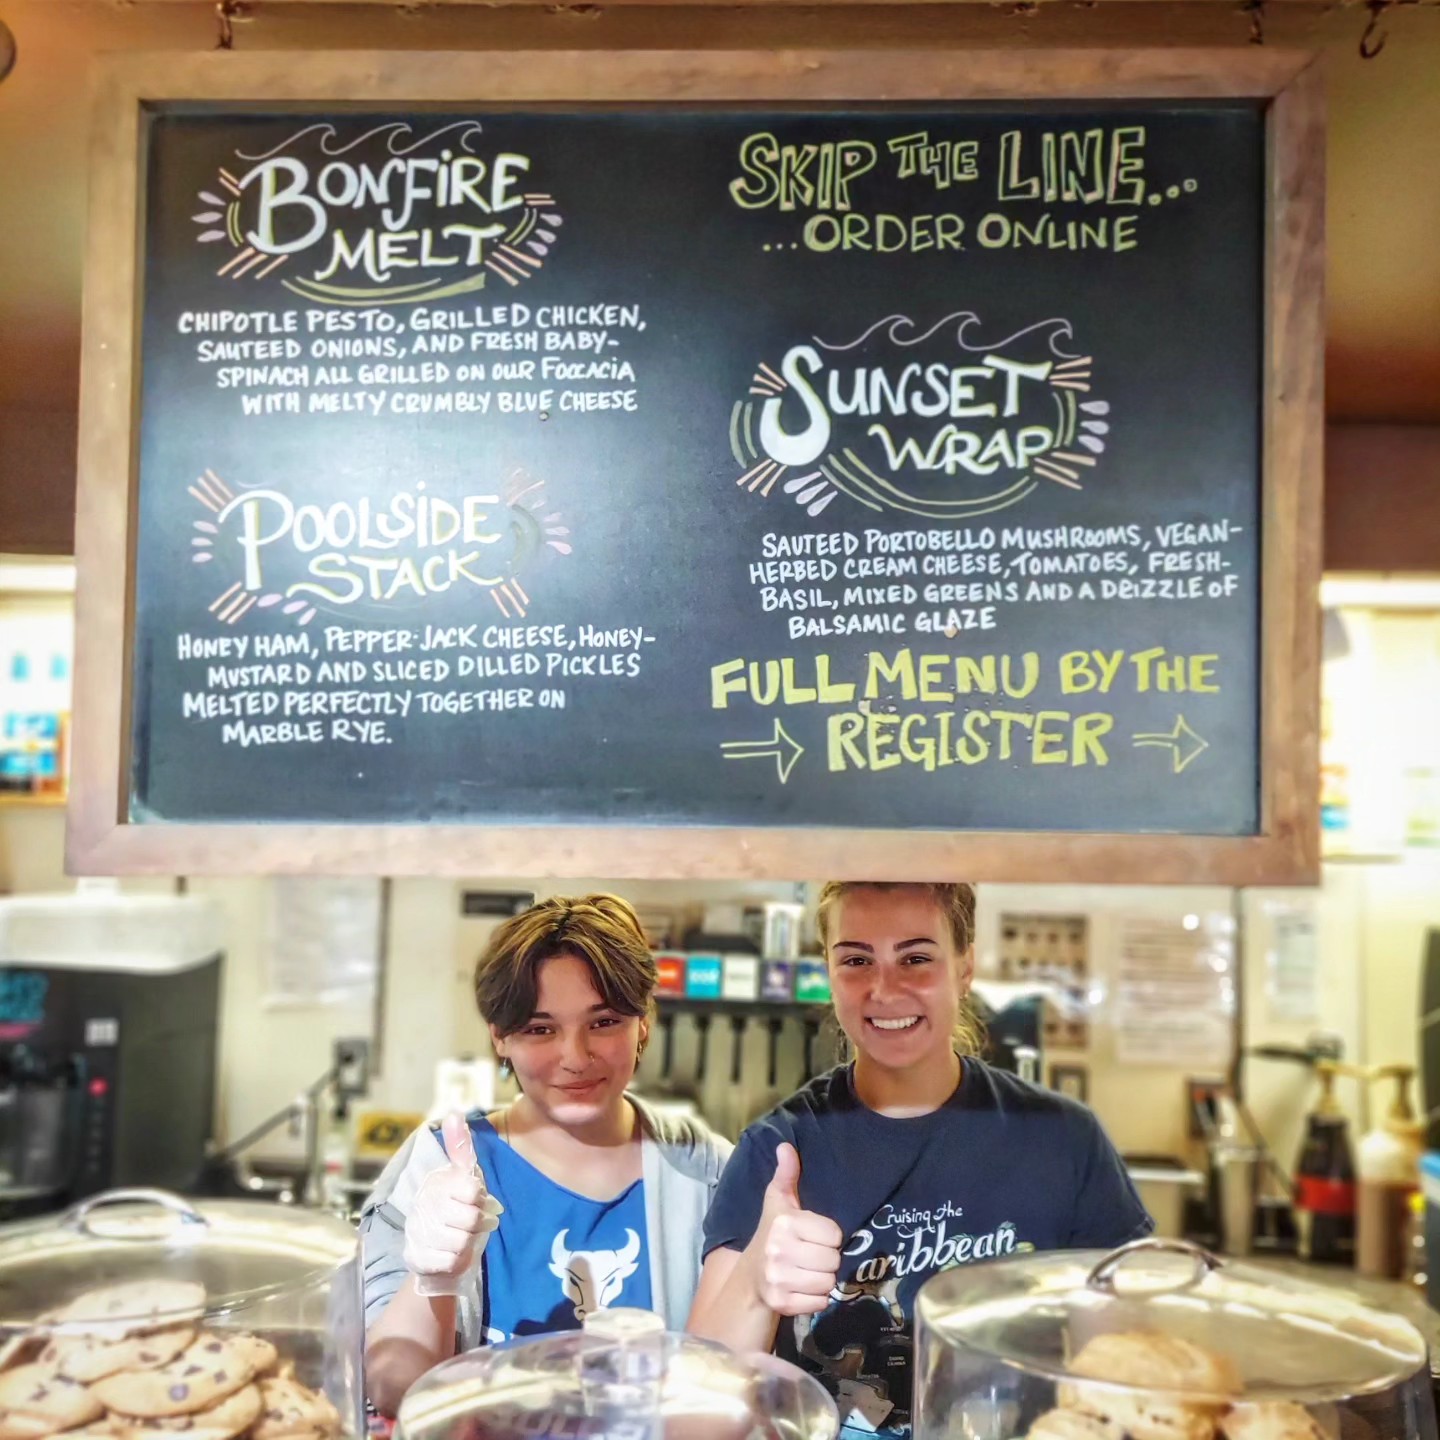 BONFIRE
MELT
CHIPOTLE PESTO, GRILLED CHICKEN,
SAUTEED ONIONS, AND FRESH BABY-
SPINACH ALL GRILLED ON OUR FOCCACIA
WITH MELTY CRUMBLY BLUE CHEESE
POOLSIDE
STACK
HONEY HAM, PEPPER-JACK CHEESE, HONEY-
MUSTARD AND SLICED DILLED PICKLES
MELTED PERFECTLY TOGETHER ON
MARBLE RYE.
SKIP THE LINE...
...ORDER ONLINE
SUNSET
WRAP
SAUTEED PORTOBELLO MUSHROOMS, VEGAN-
HERBED CREAM CHEESE, TOMATOES, FRESH-
BASIL, MIXED GREENS AND A DRIZZLE OF
BALSAMIC GLAZE
FULL MENU BY THE
REGISTER
Cruising the
Caribbean